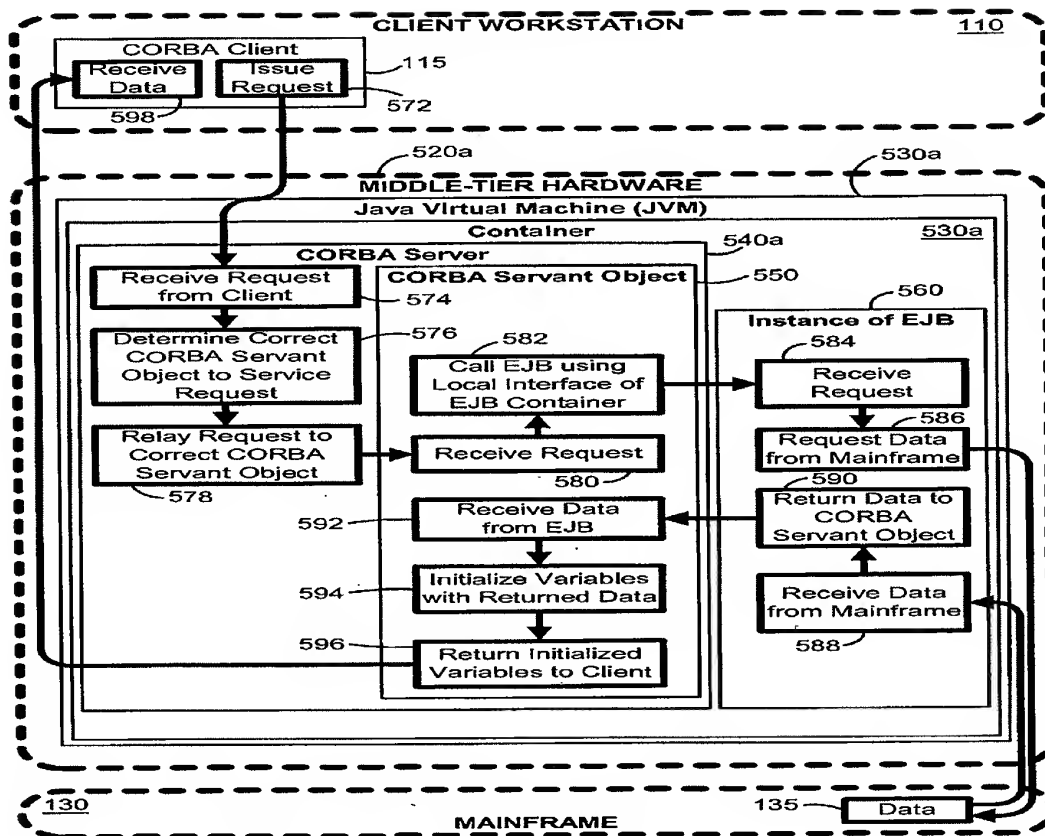 CLIENT WORKSTATION
110
CORBA Client
115
Receive
Data
Issue
Request
598
572
520a
530a
MIDDLE-TIER HARDWARE
Java Virtual Machine (JVM)
Container
530a
540a
CORBA Server
550
CORBA Servant Object
Receive Request
from Client
574
576
Determine Correct
CORBA Servant
Object to Service
Request
Relay Request to
Correct CORBA
Servant Object
578
582
Call EJB using
Local Interface of
EJB Container
Receive Request
580
592
Receive Data
from EJB
594
Initialize Variables
with Returned Data
596
Return Initialized
Variables to Client
560
Instance of EJB
584
Receive
Request
586
Request Data
from Mainframe
590
Return Data to
CORBA
Servant Object
Receive Data
from Mainframe
588
130
135
Data
MAINFRAME